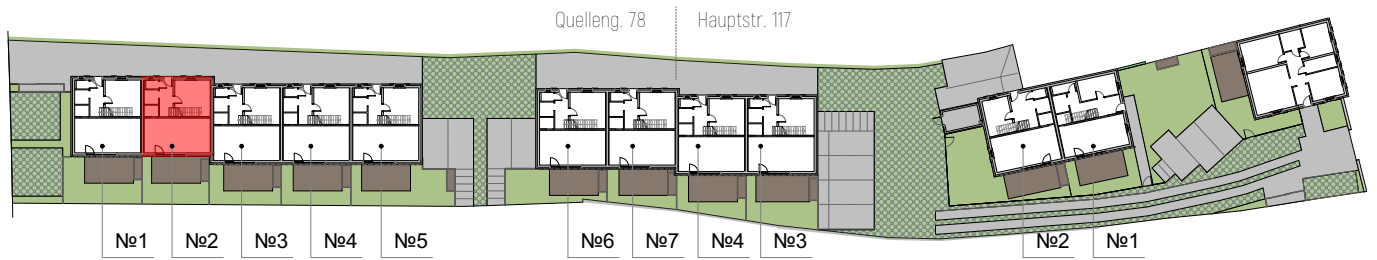 Quelleng. 78 Hauptstr. 117
№1 №2 №3 №4 №5 №6 №7 №4 №3 №2 №1